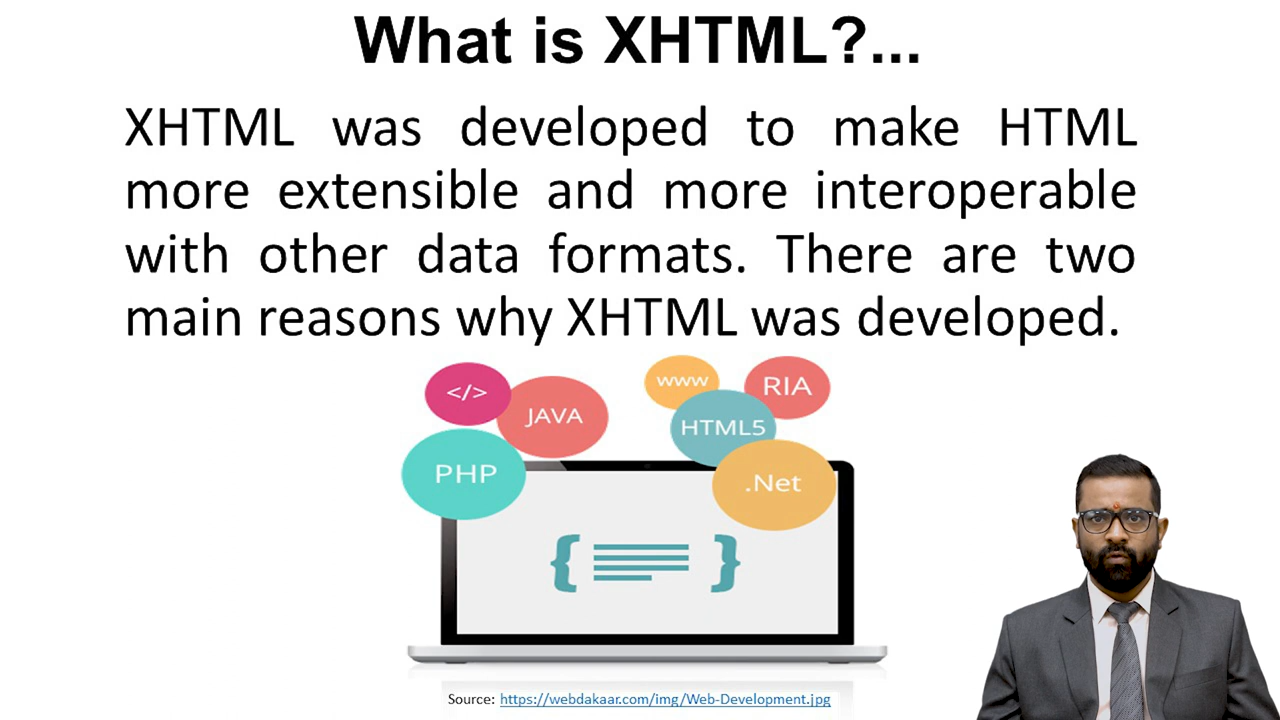 What is XHTML?...
XHTML was developed to make HTML
more extensible and more interoperable
with other data formats. There are two
main reasons why XHTML was developed.
</>
JAVA
PHP
www
RIA
HTML5
.Net
{ }
Source: https://webdakaar.com/img/Web-Development.jpg